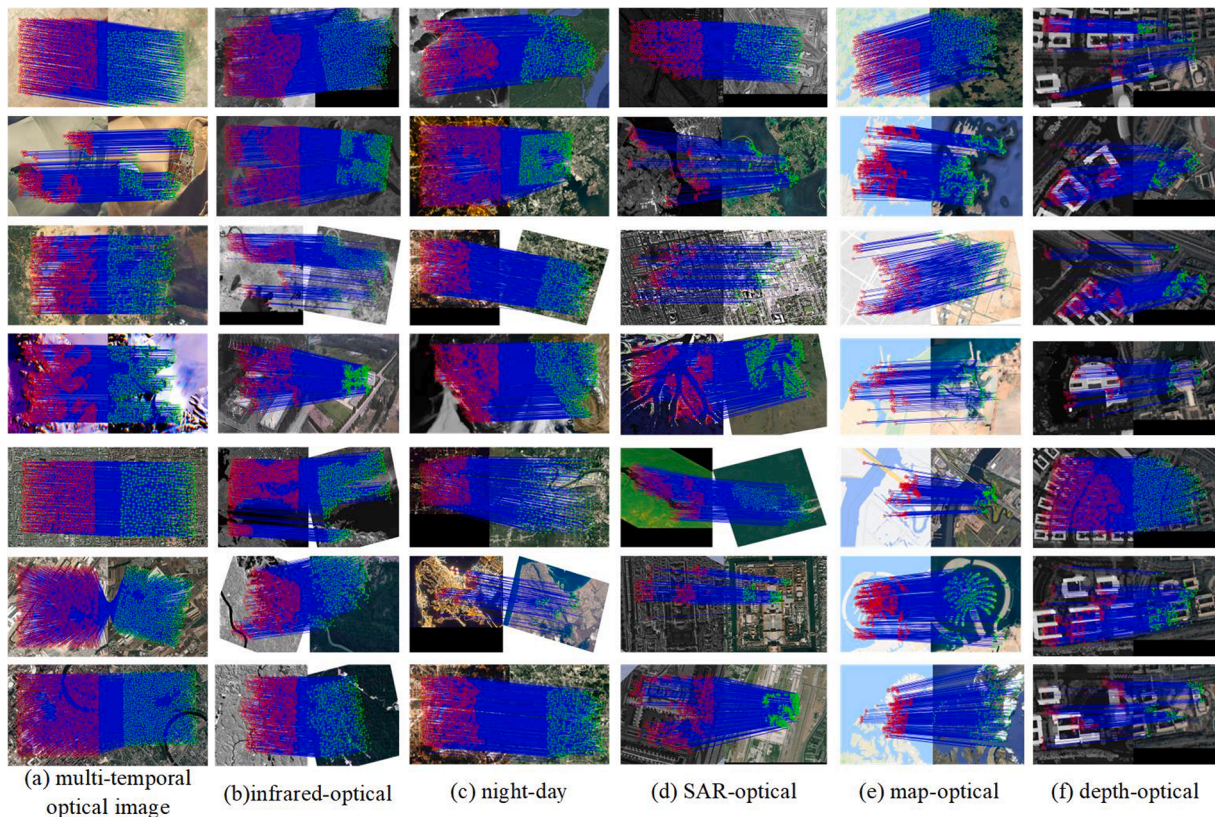 (a) multi-temporal
optical image
(b)infrared-optical
(c) night-day
(d) SAR-optical
(e) map-optical
(f) depth-optical